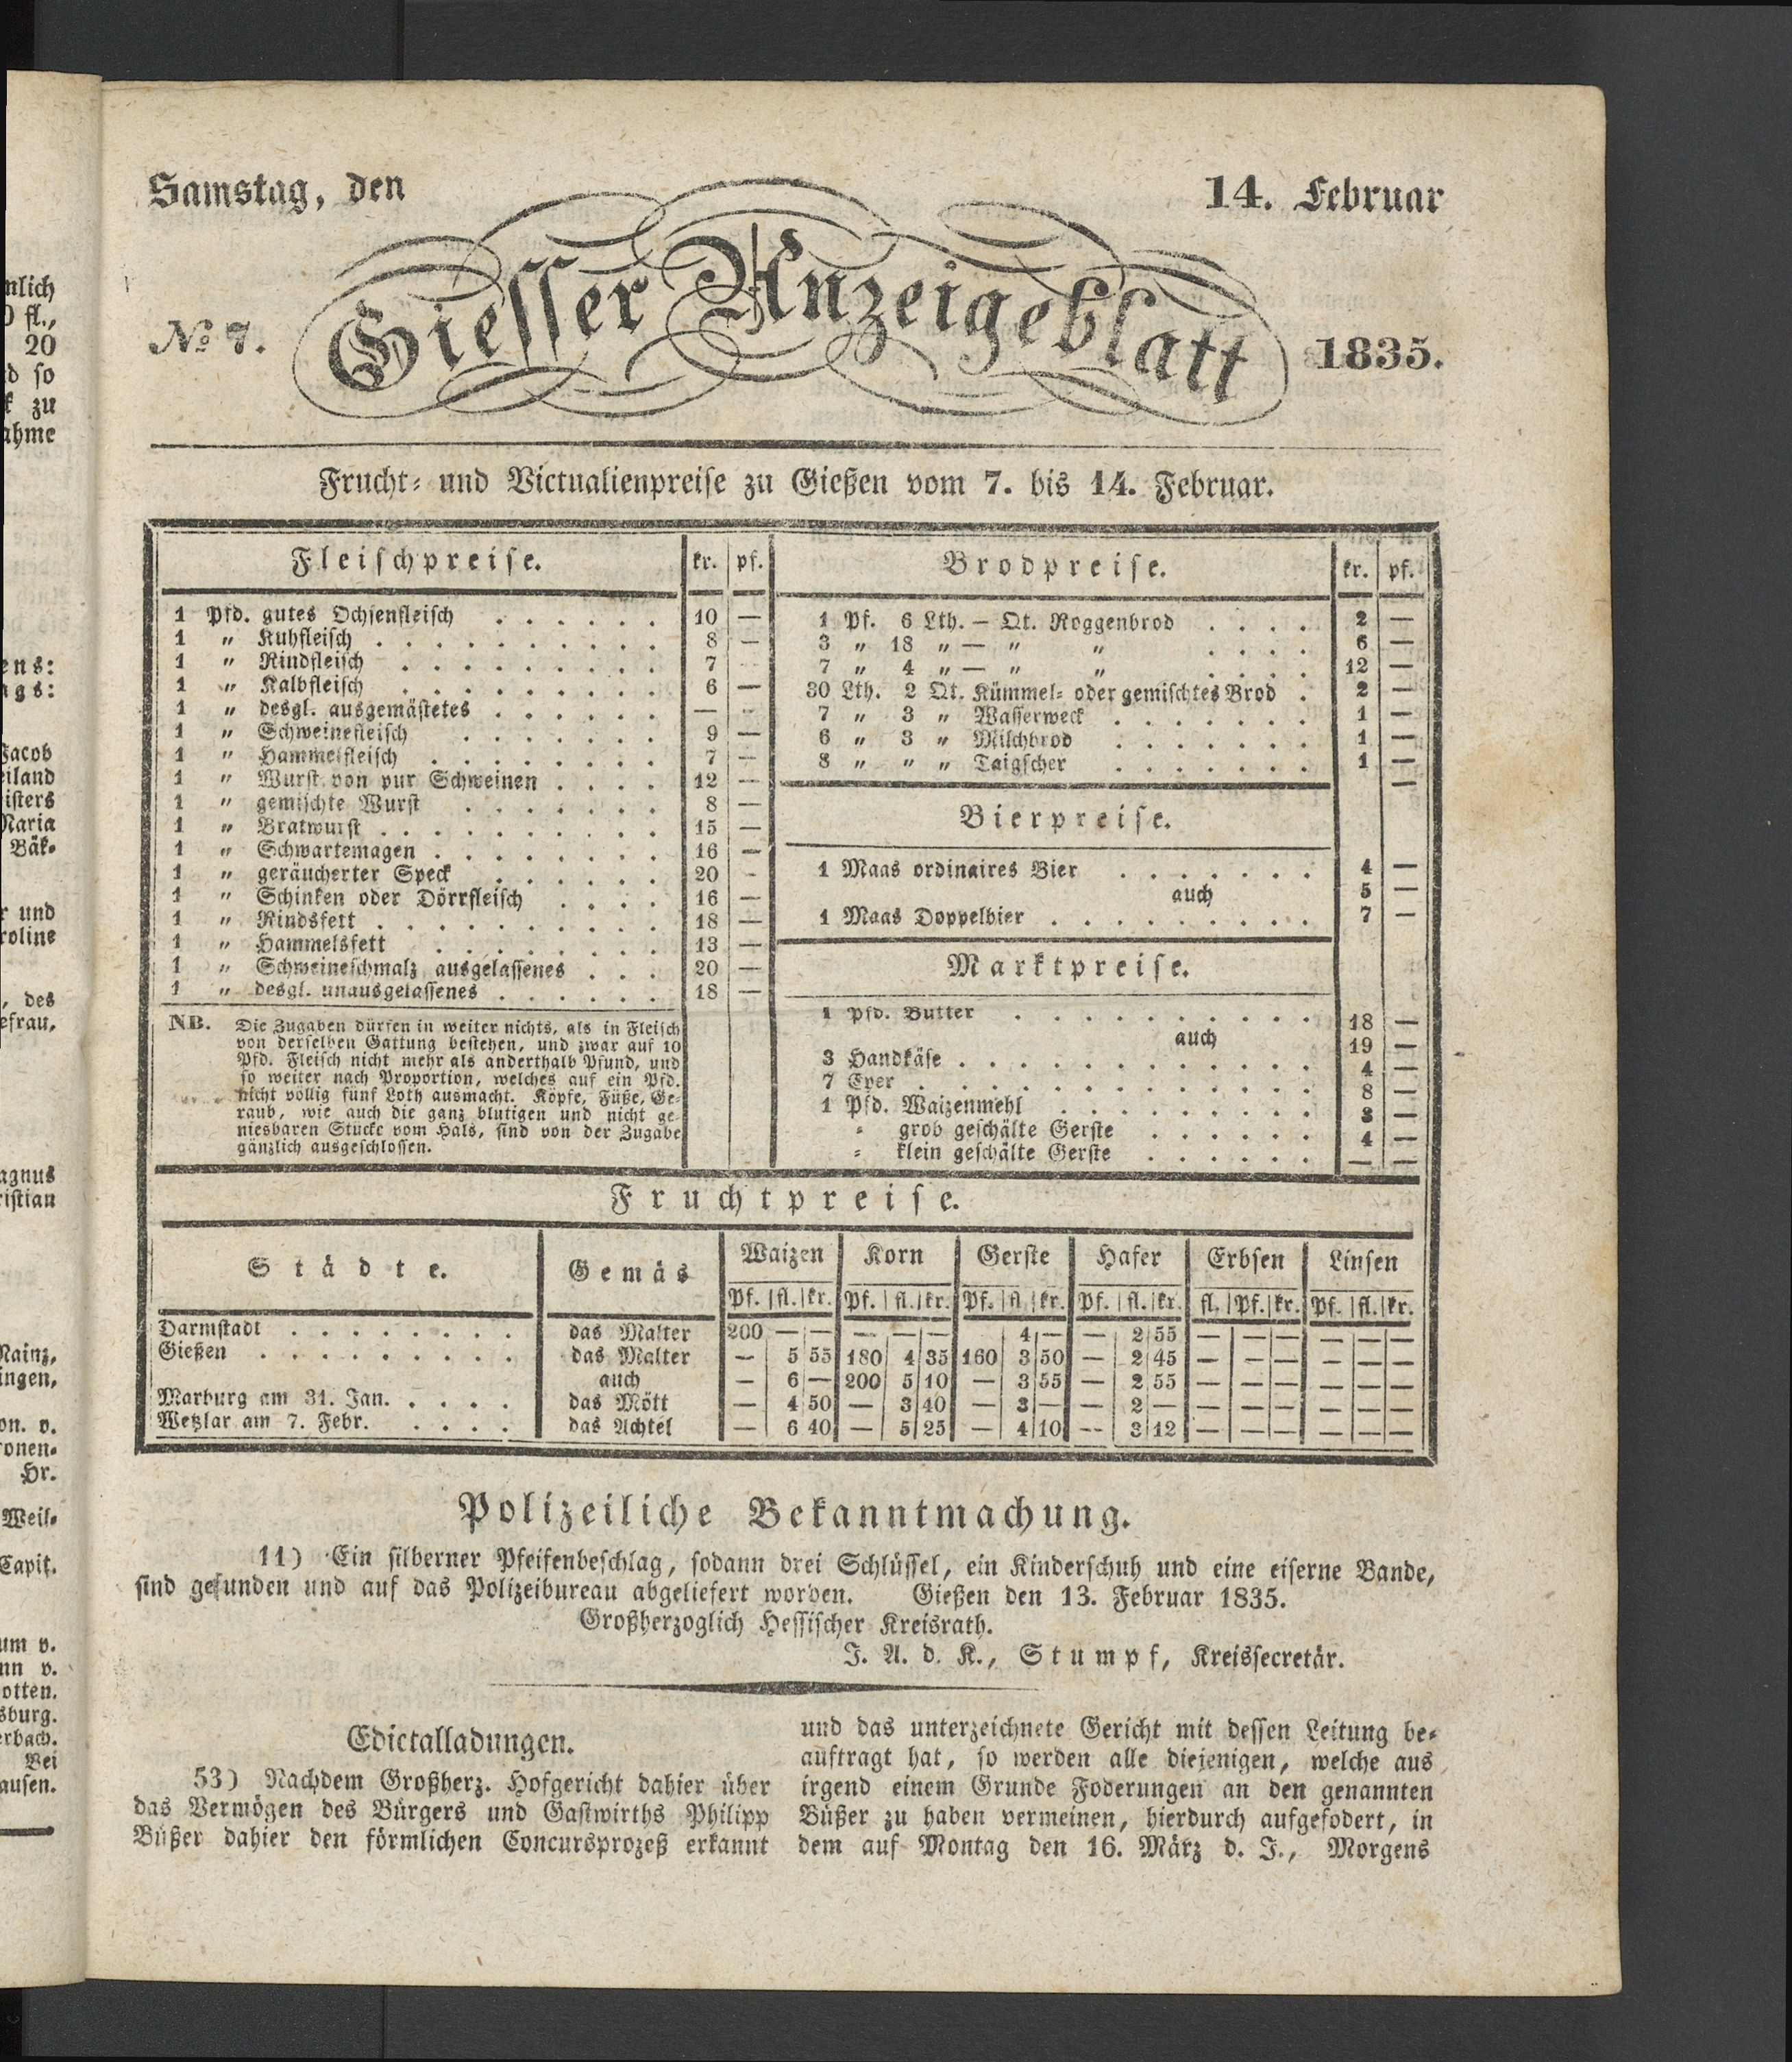 Samstag, den
14. Februar
No 7.
Giesser Anzeigeblatt
1835.
Frucht- und Victualienpreise zu Gießen vom 7. bis 14. Februar.
Fleischpreise. kr. pf.
1 Pfd. gutes Ochsenfleisch . . . . . . 10 —
1 „ Kuhfleisch . . . . . . . . . . 8 —
1 „ Rindfleisch . . . . . . . . . 7 —
1 „ Kalbfleisch . . . . . . . . . 6 —
1 „ desgl. ausgemästetes . . . . . . — —
1 „ Schweinefleisch . . . . . . . 9 —
1 „ Hammelfleisch . . . . . . . . 7 —
1 „ Wurst von pur Schweinen . . . . 12 —
1 „ gemischte Wurst . . . . . . . 8 —
1 „ Bratwurst . . . . . . . . . . 15 —
1 „ Schwartemagen . . . . . . . . 16 —
1 „ geräucherter Speck . . . . . . 20 -
1 „ Schinken oder Dörrfleisch . . . . 16 —
1 „ Rindsfett . . . . . . . . . . 18 —
1 „ Hammelsfett . . . . . . . . 13 —
1 „ Schweineschmalz ausgelassenes . . . 20 —
1 „ desgl. unausgelassenes . . . . . . 18 —
NB. Die Zugaben dürfen in weiter nichts, als in Fleisch
von derselben Gattung bestehen, und zwar auf 10
Pfd. Fleisch nicht mehr als anderthalb Pfund, und
so weiter nach Proportion, welches auf ein Pfd.
nicht völlig fünf Loth ausmacht. Köpfe, Füße, Ge-
raub, wie auch die ganz blutigen und nicht ge-
niesbaren Stücke vom Hals, sind von der Zugabe
gänzlich ausgeschlossen.
Brodpreise. kr. pf.
1 Pf. 6 Lth. — Qt. Roggenbrod . . . . 2 —
3 „ 18 „ — „ „ . . . . 6 —
7 „ 4 „ — „ „ . . . . 12 —
30 Lth. 2 Qt. Kümmel- oder gemischtes Brod . 2 —
7 „ 3 „ Wasserweck . . . . . . . 1 —
6 „ 3 „ Milchbrod . . . . . . . 1 —
8 „ „ „ Taigscher . . . . . . . 1 —
—
Bierpreise.
1 Maas ordinaires Bier . . . . . . . 4 —
auch 5 —
1 Maas Doppelbier . . . . . . . . . 7 —
Marktpreise.
1 Pfd. Butter . . . . . . . . . . 18 —
auch 19 —
3 Handkäse . . . . . . . . . . . . 4 —
7 Eyer . . . . . . . . . . . . . 8 —
1 Pfd. Waizenmehl . . . . . . . . . 3 —
- grob geschälte Gerste . . . . . . 4 —
- klein geschälte Gerste . . . . . . — —
Fruchtpreise.
Städte. Gemäs Waizen Korn Gerste Hafer Erbsen Linsen
Pf. fl. kr. Pf. fl. kr. Pf. fl kr. Pf. fl. kr. fl. Pf. kr. Pf. fl. kr.
Darmstadt . . . . . . . . das Malter 200 — — — — — 4 — — 2 55 — — — — — —
Gießen . . . . . . . . . das Malter — 5 55 180 4 35 160 3 50 — 2 45 — — — — — —
auch — 6 — 200 5 10 — 3 55 — 2 55 — — — — — —
Marburg am 31. Jan. . . . . das Mött — 4 50 — 3 40 — 3 — — 2 — — — — — — —
Wetzlar am 7. Febr. . . . . das Achtel — 6 40 — 5 25 — 4 10 — 3 12 — — — — — —
Polizeiliche Bekanntmachung.
11) Ein silberner Pfeifenbeschlag, sodann drei Schlüssel, ein Kinderschuh und eine eiserne Bande,
sind gefunden und auf das Polizeibureau abgeliefert worden. Gießen den 13. Februar 1835.
Großherzoglich Hessischer Kreisrath.
J. A. d. K., Stumpf, Kreissecretär.
Edictalladungen.
53) Nachdem Großherz. Hofgericht dahier über
das Vermögen des Bürgers und Gastwirths Philipp
Büßer dahier den förmlichen Concursprozeß erkannt
und das unterzeichnete Gericht mit dessen Leitung be-
auftragt hat, so werden alle diejenigen, welche aus
irgend einem Grunde Foderungen an den genannten
Büßer zu haben vermeinen, hierdurch aufgefodert, in
dem auf Montag den 16. März d. J., Morgens